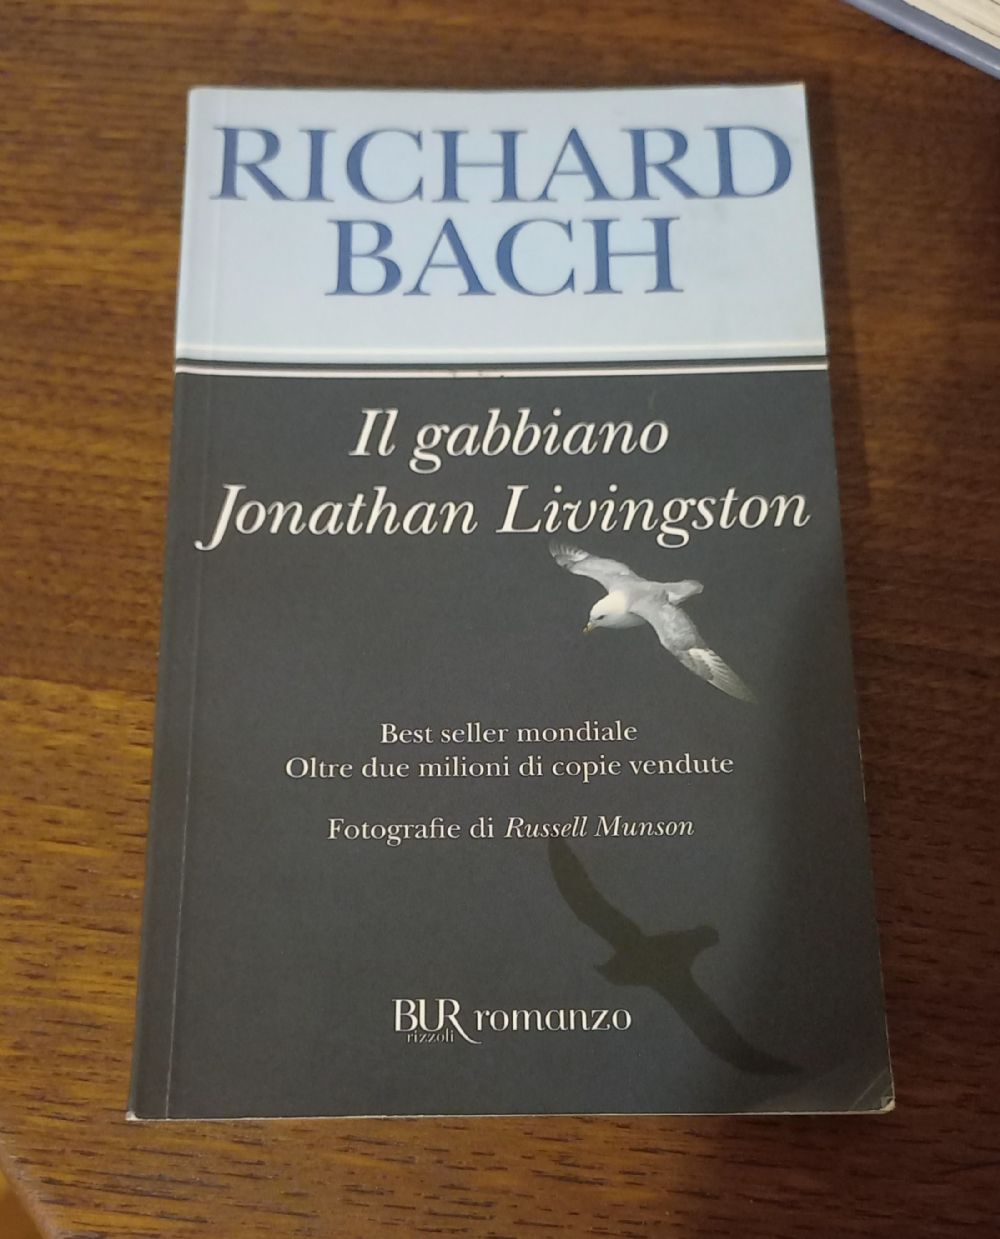 RICHARD
BACH
Il gabbiano
Jonathan Livingston
Best seller mondiale
Oltre due milioni di copie vendute
Fotografie di Russell Munson
BUR romanzo
rizzoli